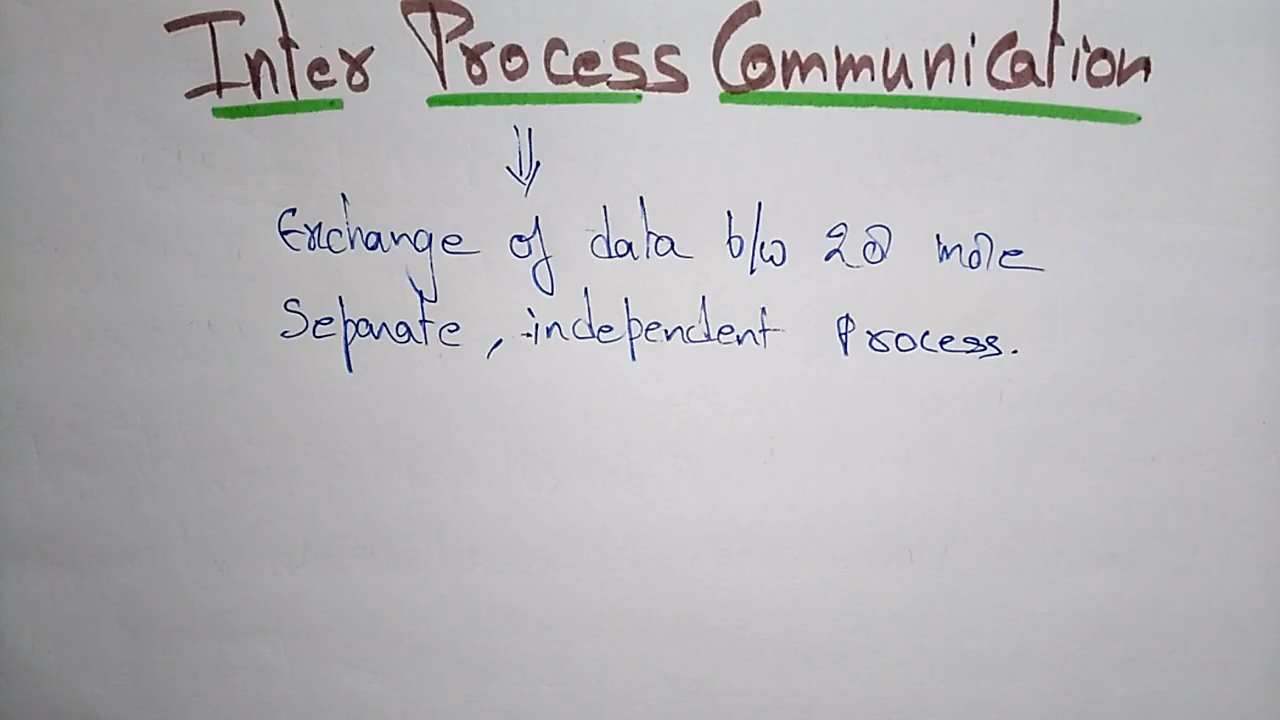 Inter Process Communication
⇓
Exchange of data b/w 2 or more
Separate, independent Process.